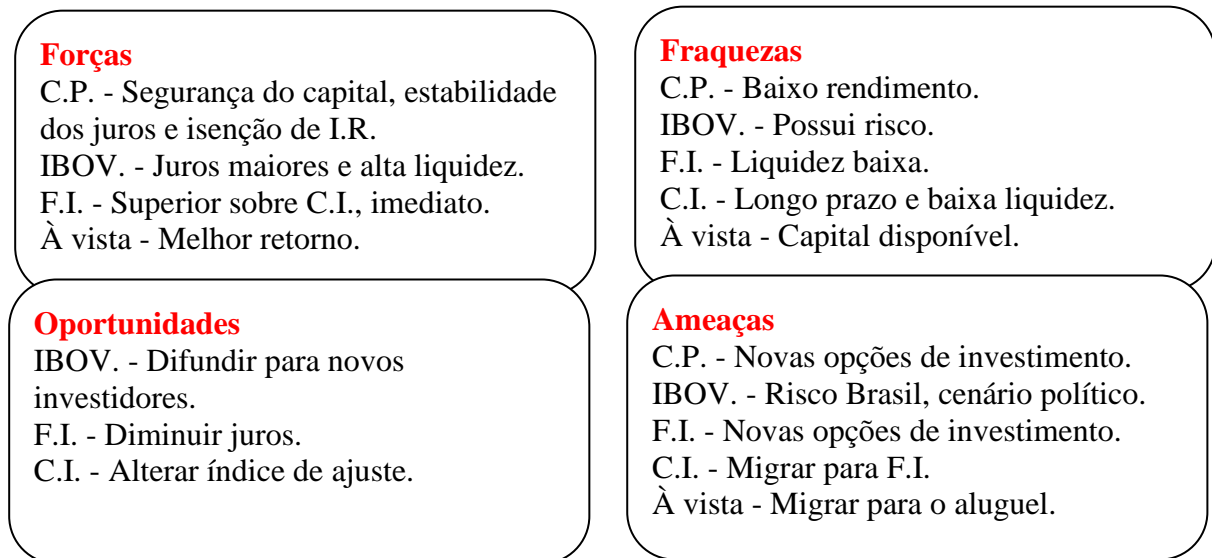 Forças
C.P. - Segurança do capital, estabilidade
dos juros e isenção de I.R.
IBOV. - Juros maiores e alta liquidez.
F.I. - Superior sobre C.I., imediato.
À vista - Melhor retorno.
Fraquezas
C.P. - Baixo rendimento.
IBOV. - Possui risco.
F.I. - Liquidez baixa.
C.I. - Longo prazo e baixa liquidez.
À vista - Capital disponível.
Oportunidades
IBOV. - Difundir para novos
investidores.
F.I. - Diminuir juros.
C.I. - Alterar índice de ajuste.
Ameaças
C.P. - Novas opções de investimento.
IBOV. - Risco Brasil, cenário político.
F.I. - Novas opções de investimento.
C.I. - Migrar para F.I.
À vista - Migrar para o aluguel.